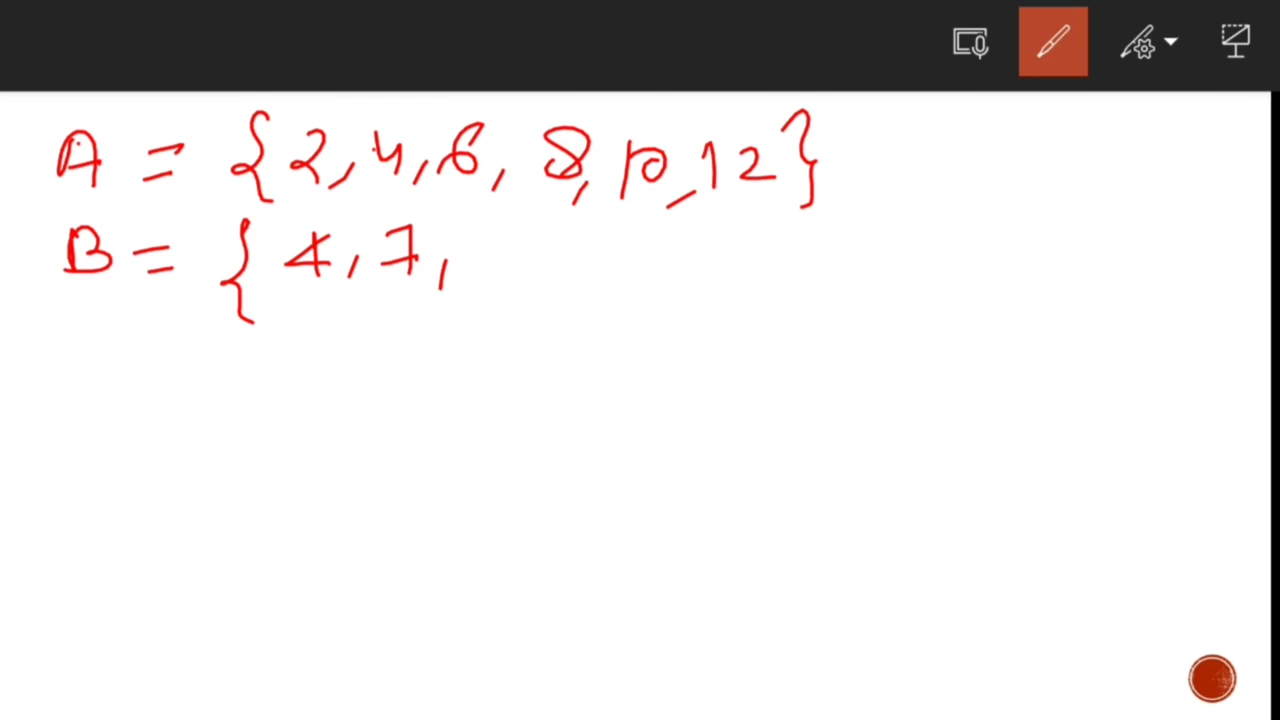 A = {2, 4, 6, 8, 10, 12}
B = { 4, 7,